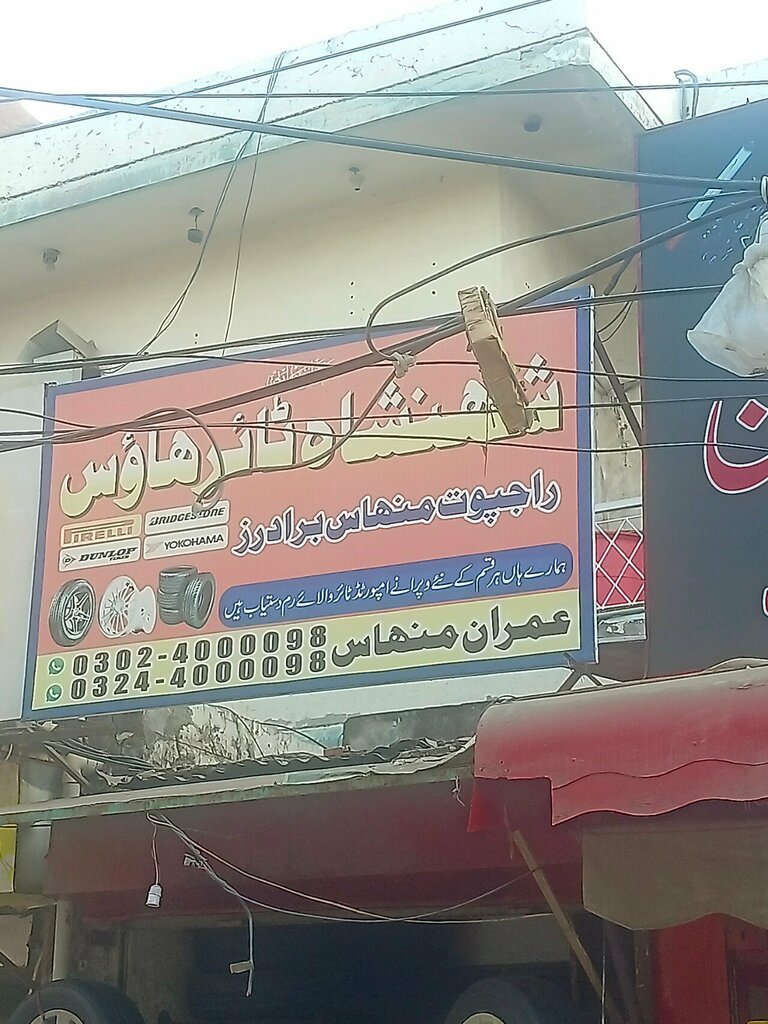 شہنشاہ ٹائر ہاؤس
راجپوت منہاس برادرز
PIRELLI
BRIDGESTONE
DUNLOP
YOKOHAMA
ہمارے ہاں ہر قسم کے نئے و پرانے امپورٹڈ ٹائر و الائے رم دستیاب ہیں
عمران منہاس
0302-4000098
0324-4000098